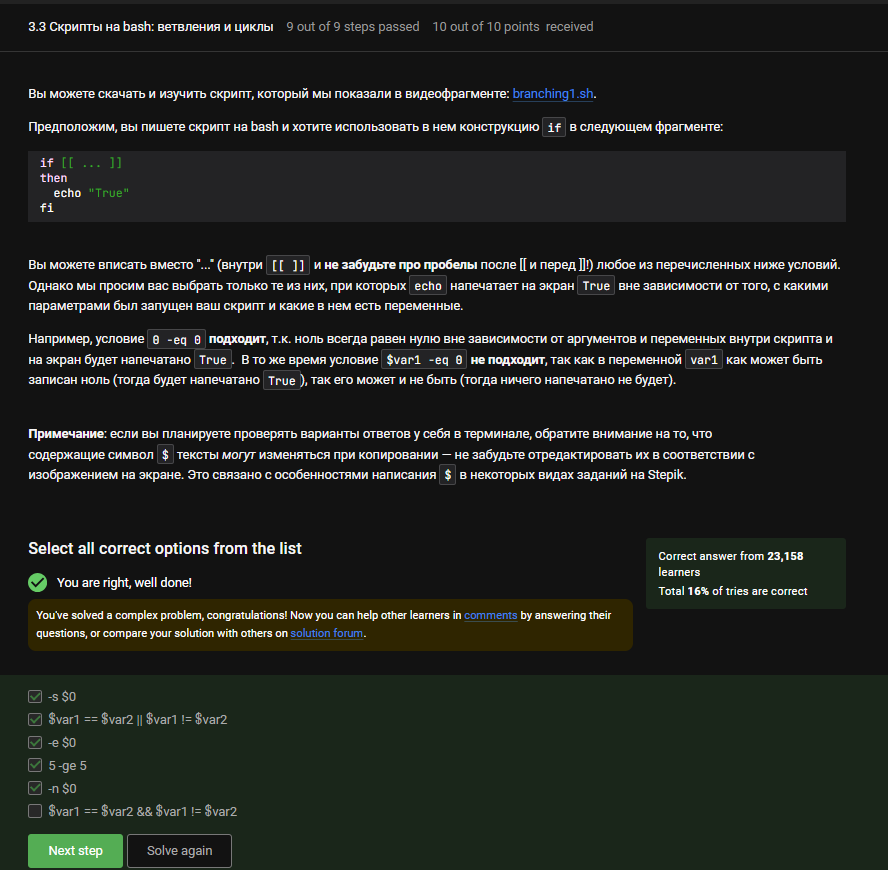 3.3 Скрипты на bash: ветвления и циклы 9 out of 9 steps passed 10 out of 10 points received
Вы можете скачать и изучить скрипт, который мы показали в видеофрагменте: branching1.sh.
Предположим, вы пишете скрипт на bash и хотите использовать в нем конструкцию if в следующем фрагменте:
if [[ ... ]]
then
  echo "True"
fi
Вы можете вписать вместо "..." (внутри [[ ]] и не забудьте про пробелы после [[ и перед ]]!) любое из перечисленных ниже условий.
Однако мы просим вас выбрать только те из них, при которых echo напечатает на экран True вне зависимости от того, с какими
параметрами был запущен ваш скрипт и какие в нем есть переменные.
Например, условие 0 -eq 0 подходит, т.к. ноль всегда равен нулю вне зависимости от аргументов и переменных внутри скрипта и
на экран будет напечатано True. В то же время условие $var1 -eq 0 не подходит, так как в переменной var1 как может быть
записан ноль (тогда будет напечатано True), так его может и не быть (тогда ничего напечатано не будет).
Примечание: если вы планируете проверять варианты ответов у себя в терминале, обратите внимание на то, что
содержащие символ $ тексты могут изменяться при копировании — не забудьте отредактировать их в соответствии с
изображением на экране. Это связано с особенностями написания $ в некоторых видах заданий на Stepik.
Select all correct options from the list
You are right, well done!
You've solved a complex problem, congratulations! Now you can help other learners in comments by answering their
questions, or compare your solution with others on solution forum.
Correct answer from 23,158
learners
Total 16% of tries are correct
-s $0
$var1 == $var2 || $var1 != $var2
-e $0
5 -ge 5
-n $0
$var1 == $var2 && $var1 != $var2
Next step Solve again